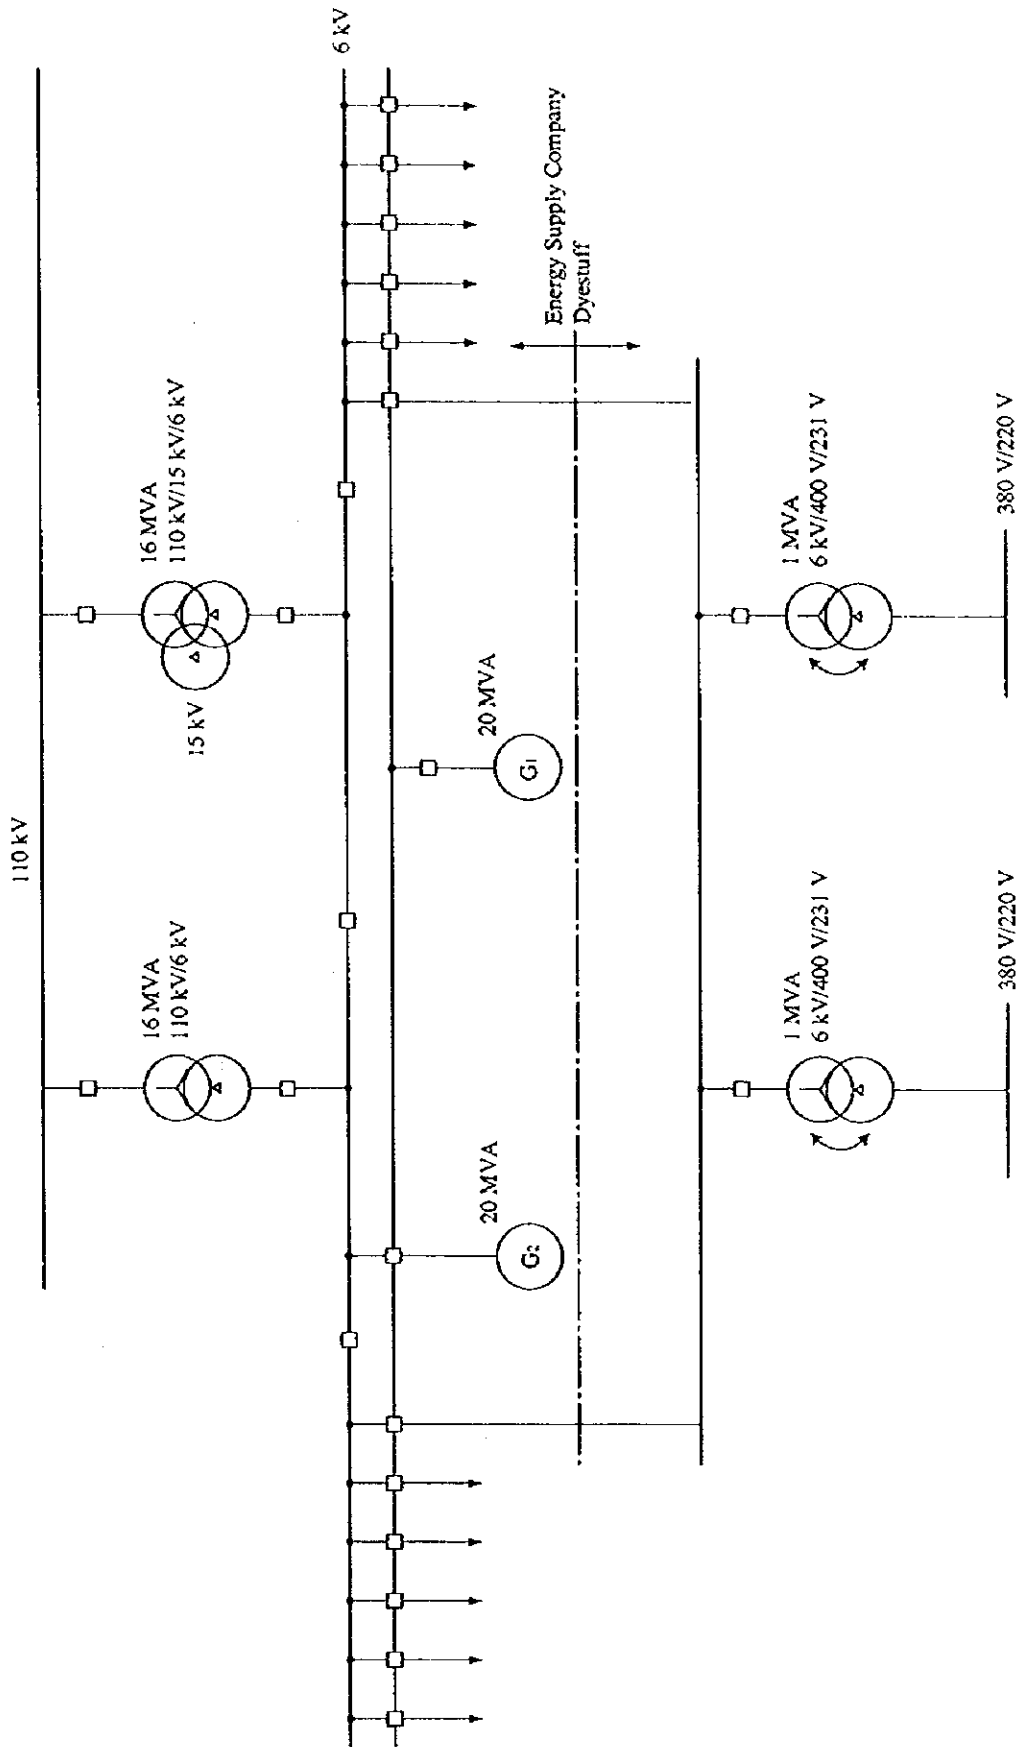 110 kV
16 MVA
110 kV/6 kV
16 MVA
110 kV/15 kV/6 kV
15 kV
6 kV
20 MVA
G2
20 MVA
G1
Energy Supply Company
Dyestuff
1 MVA
6 kV/400 V/231 V
1 MVA
6 kV/400 V/231 V
380 V/220 V
380 V/220 V